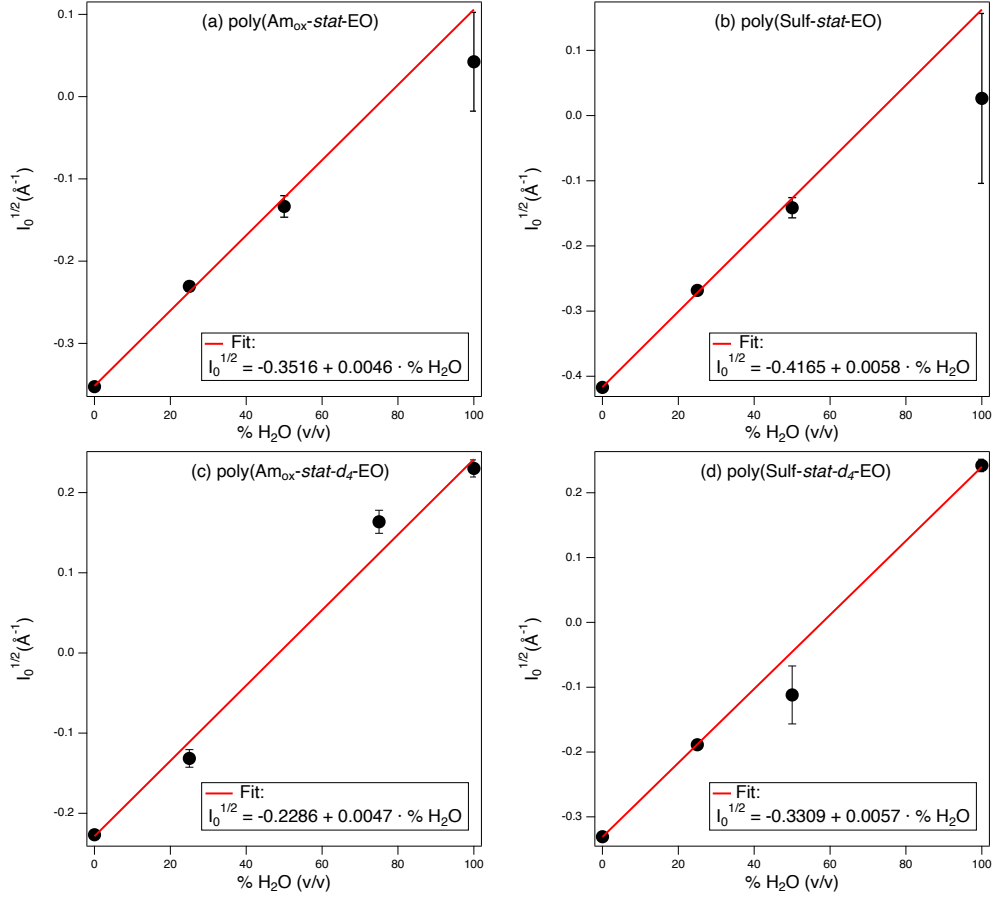 (a) poly(Amox-stat-EO)
I0^1/2 (Å-1)
0.1
0.0
-0.1
-0.2
-0.3
Fit:
I0^1/2 = -0.3516 + 0.0046 · % H2O
0 20 40 60 80 100
% H2O (v/v)
(b) poly(Sulf-stat-EO)
I0^1/2 (Å-1)
0.1
0.0
-0.1
-0.2
-0.3
-0.4
Fit:
I0^1/2 = -0.4165 + 0.0058 · % H2O
0 20 40 60 80 100
% H2O (v/v)
(c) poly(Amox-stat-d4-EO)
I0^1/2 (Å-1)
0.2
0.1
0.0
-0.1
-0.2
Fit:
I0^1/2 = -0.2286 + 0.0047 · % H2O
0 20 40 60 80 100
% H2O (v/v)
(d) poly(Sulf-stat-d4-EO)
I0^1/2 (Å-1)
0.2
0.1
0.0
-0.1
-0.2
-0.3
Fit:
I0^1/2 = -0.3309 + 0.0057 · % H2O
0 20 40 60 80 100
% H2O (v/v)